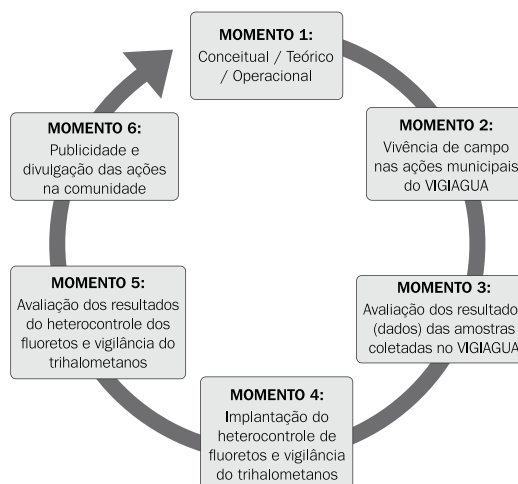 MOMENTO 1:
Conceitual / Teórico
/ Operacional
MOMENTO 2:
Vivência de campo
nas ações municipais
do VIGIAGUA
MOMENTO 3:
Avaliação dos resultado
(dados) das amostras
coletadas no VIGIAGUA
MOMENTO 4:
Implantação do
heterocontrole de
fluoretos e vigilância
do trihalometanos
MOMENTO 5:
Avaliação dos resultados
do heterocontrole dos
fluoretos e vigilância do
trihalometanos
MOMENTO 6:
Publicidade e
divulgação das ações
na comunidade